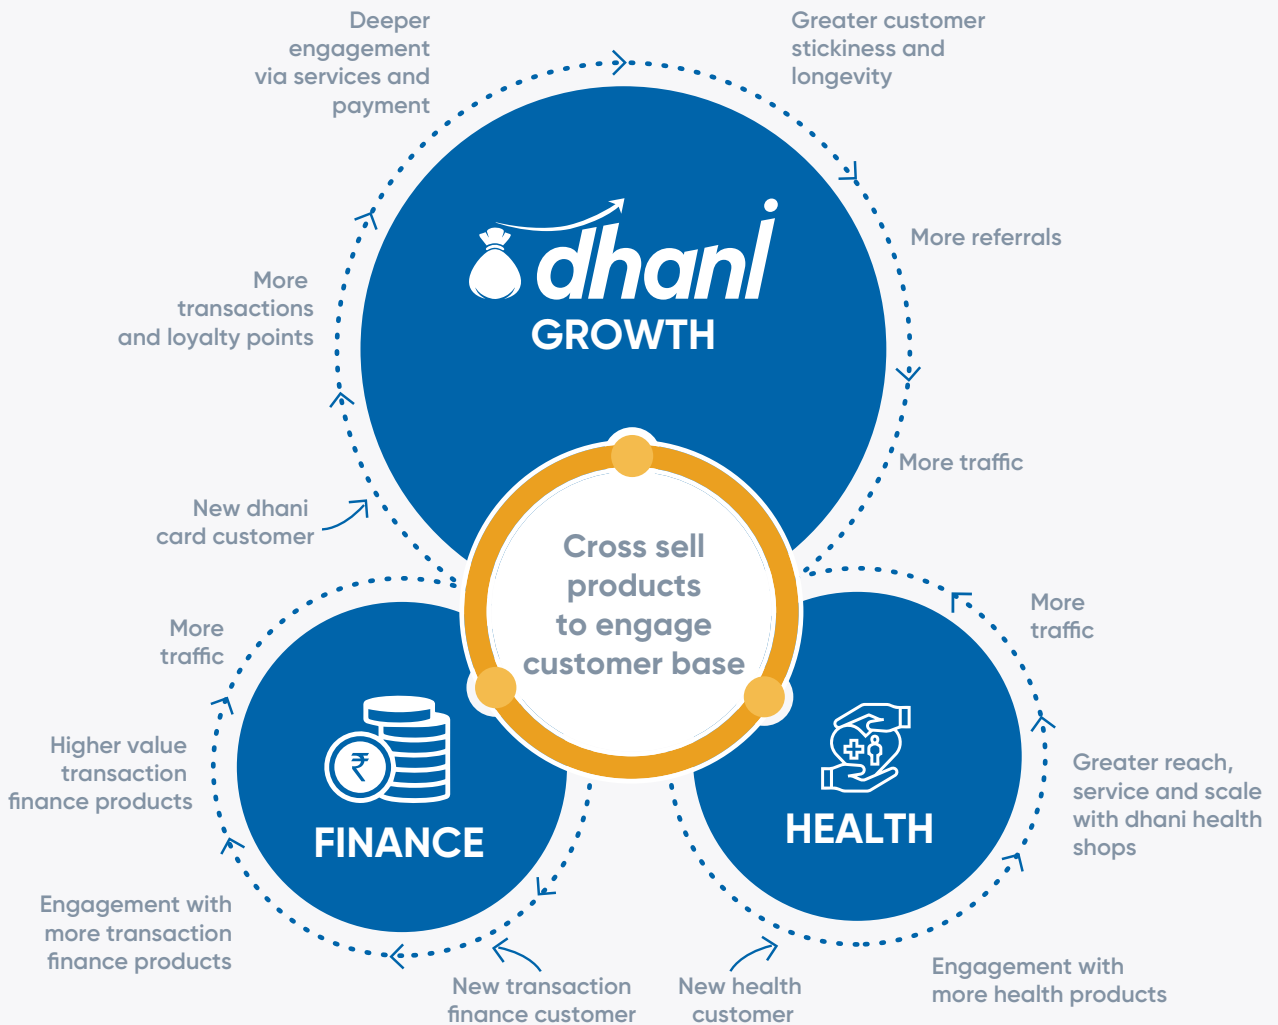 Deeper
engagement
via services and
payment
Greater customer
stickiness and
longevity
More referrals
More
transactions
and loyalty points
dhani
GROWTH
More traffic
New dhani
card customer
Cross sell
products
to engage
customer base
More
traffic
Higher value
transaction
finance products
₹
FINANCE
Engagement with
more transaction
finance products
New transaction
finance customer
More
traffic
HEALTH
Greater reach,
service and scale
with dhani health
shops
Engagement with
more health products
New health
customer